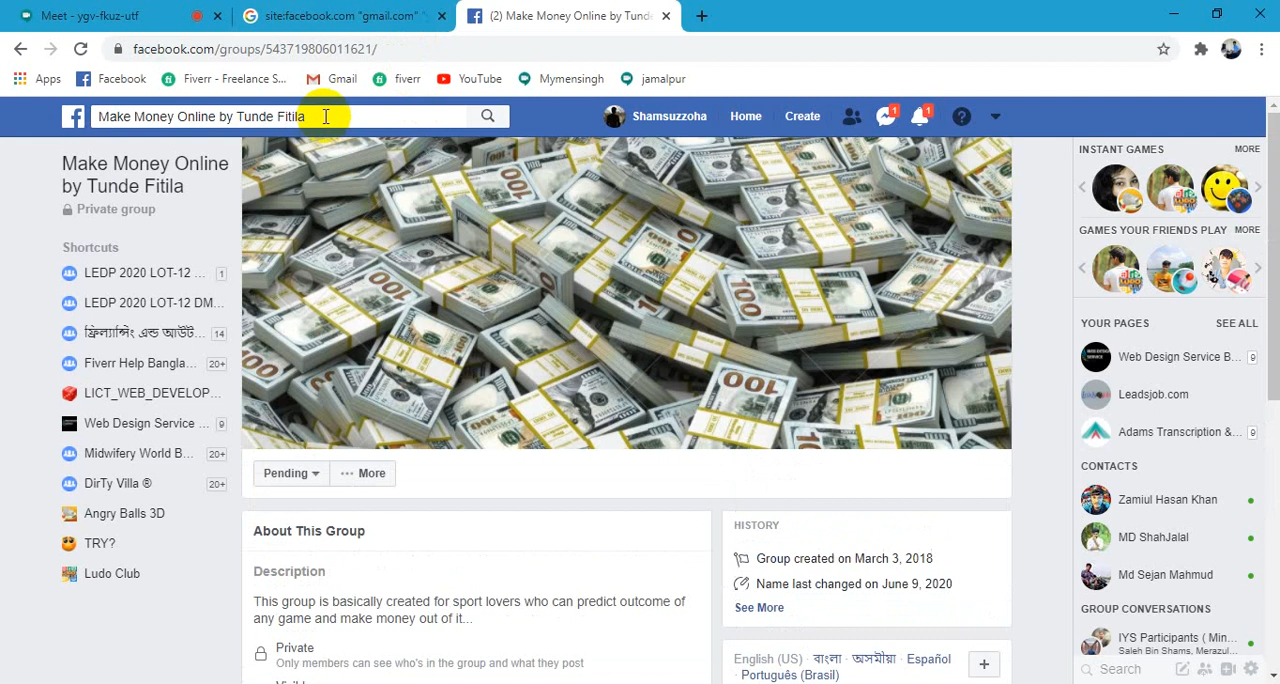 Meet - ygv-fkuz-utf
site:facebook.com "gmail.com" "
(2) Make Money Online by Tunde
facebook.com/groups/543719806011621/
Apps
Facebook
Fiverr - Freelance S...
Gmail
fiverr
YouTube
Mymensingh
jamalpur
Make Money Online by Tunde Fitila
Shamsuzzoha
Home
Create
1
1
Make Money Online
by Tunde Fitila
Private group
Shortcuts
LEDP 2020 LOT-12 ... 1
LEDP 2020 LOT-12 DM...
ফ্রিল্যান্সিং এন্ড আউট... 14
Fiverr Help Bangla... 20+
LICT_WEB_DEVELOP...
Web Design Service ... 9
Midwifery World B... 20+
DirTy Villa ® 20+
Angry Balls 3D
TRY?
Ludo Club
Pending
More
About This Group
Description
This group is basically created for sport lovers who can predict outcome of
any game and make money out of it...
Private
Only members can see who's in the group and what they post
HISTORY
Group created on March 3, 2018
Name last changed on June 9, 2020
See More
English (US) · বাংলা · অসমীয়া · Español
· Português (Brasil)
INSTANT GAMES MORE
GAMES YOUR FRIENDS PLAY MORE
YOUR PAGES SEE ALL
Web Design Service B... 9
Leadsjob.com
Adams Transcription &... 9
CONTACTS
Zamiul Hasan Khan
MD ShahJalal
Md Sejan Mahmud
GROUP CONVERSATIONS
IYS Participants ( Min...
Saleh Bin Shams, Merazul...
Search